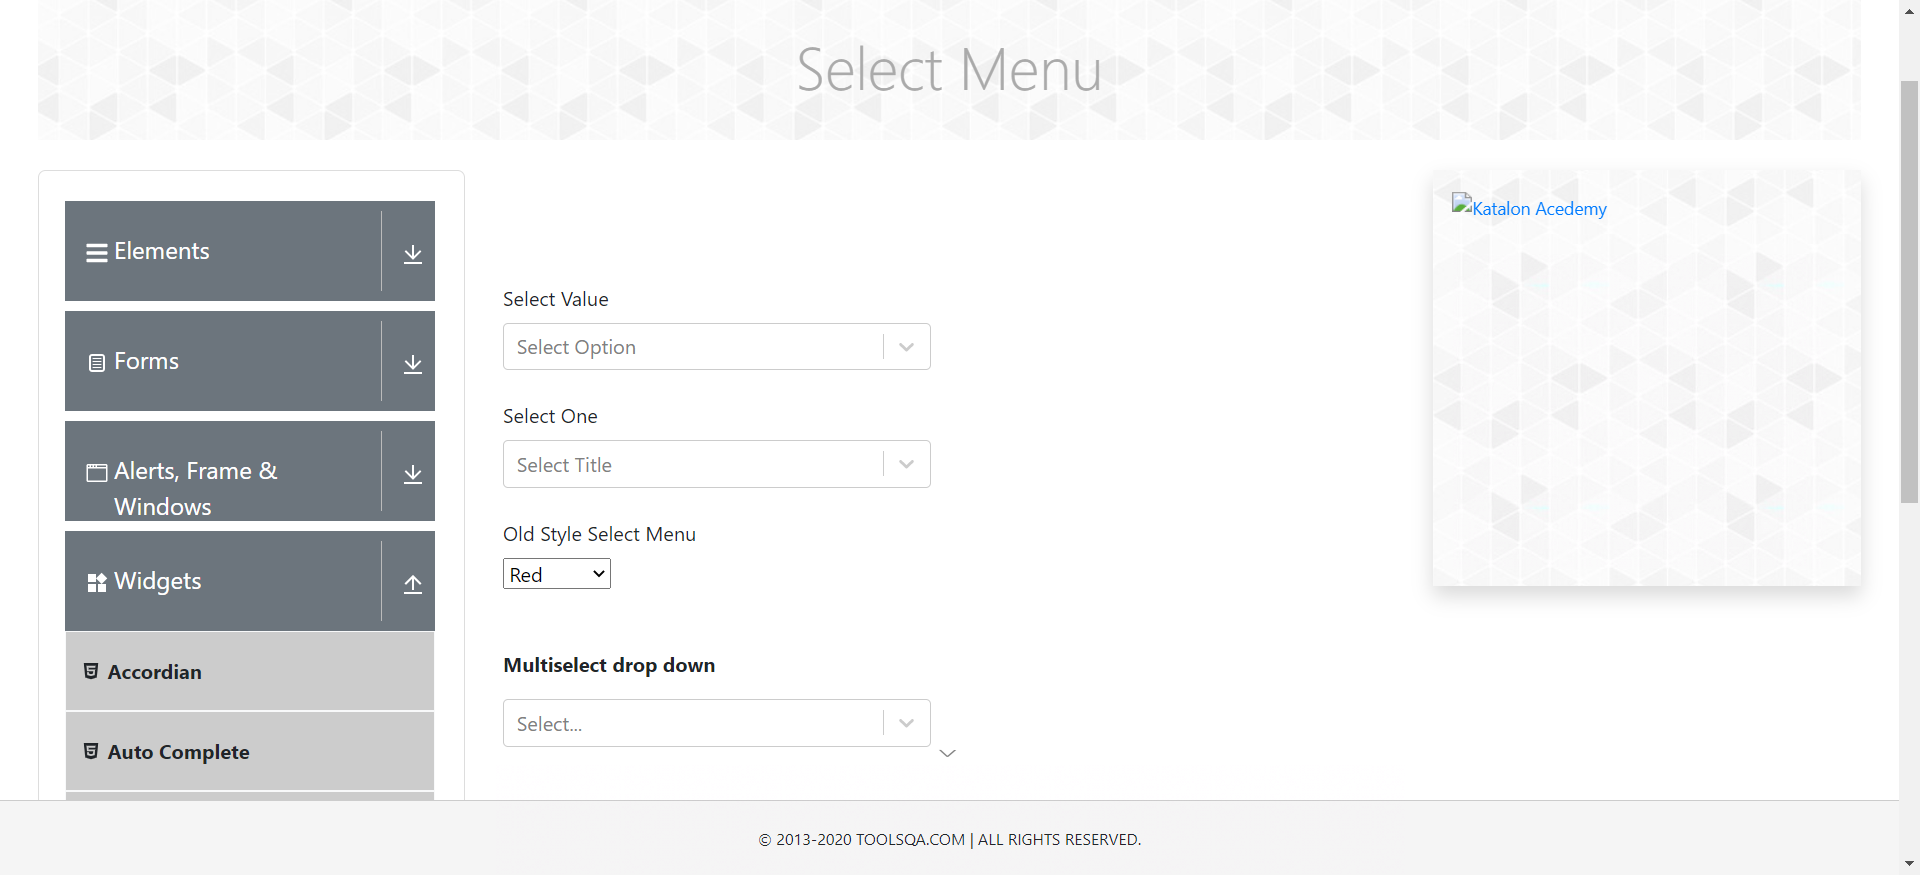 Select Menu
Elements
Forms
Alerts, Frame &
Windows
Widgets
Accordian
Auto Complete
Select Value
Select Option
Select One
Select Title
Old Style Select Menu
Red
Multiselect drop down
Select...
Katalon Acedemy
© 2013-2020 TOOLSQA.COM | ALL RIGHTS RESERVED.